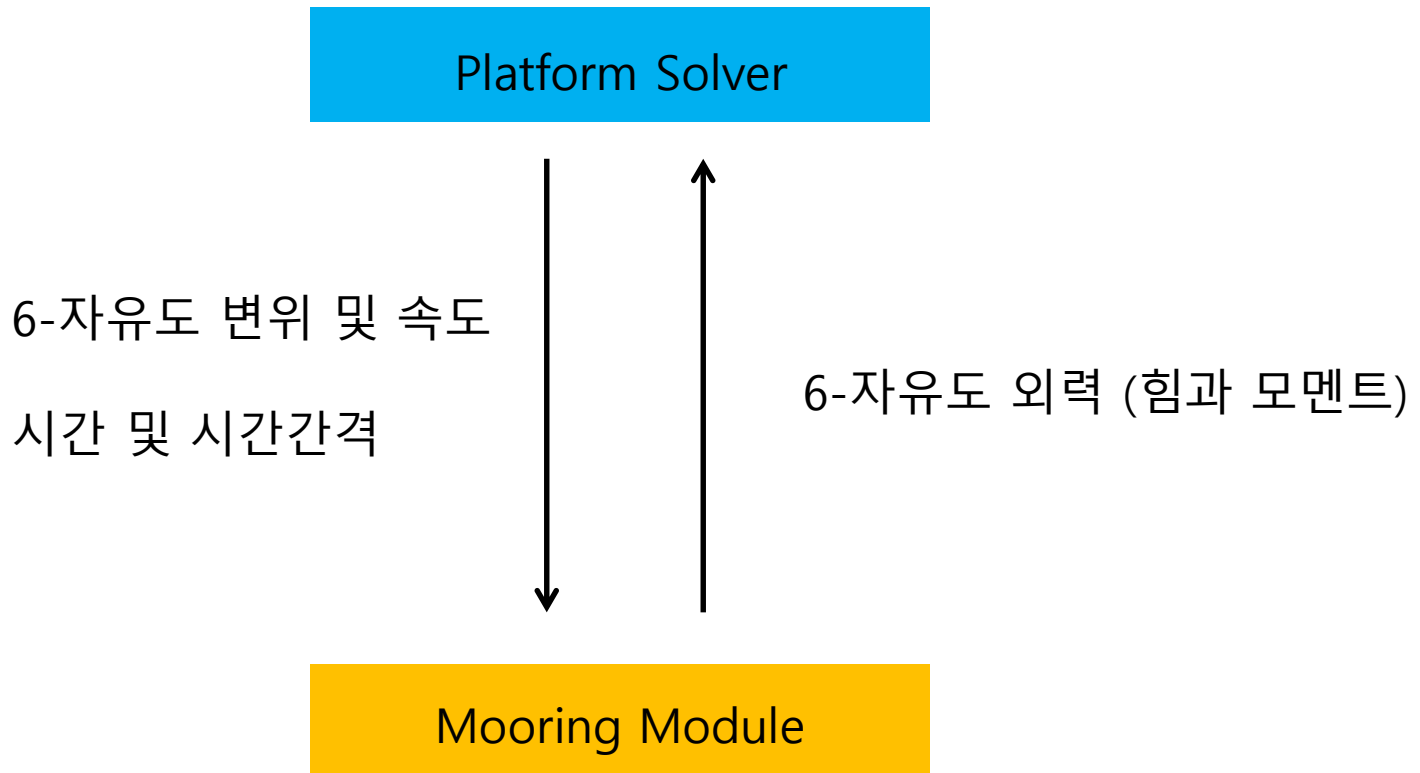 Platform Solver
6-자유도 변위 및 속도
시간 및 시간간격
6-자유도 외력 (힘과 모멘트)
Mooring Module